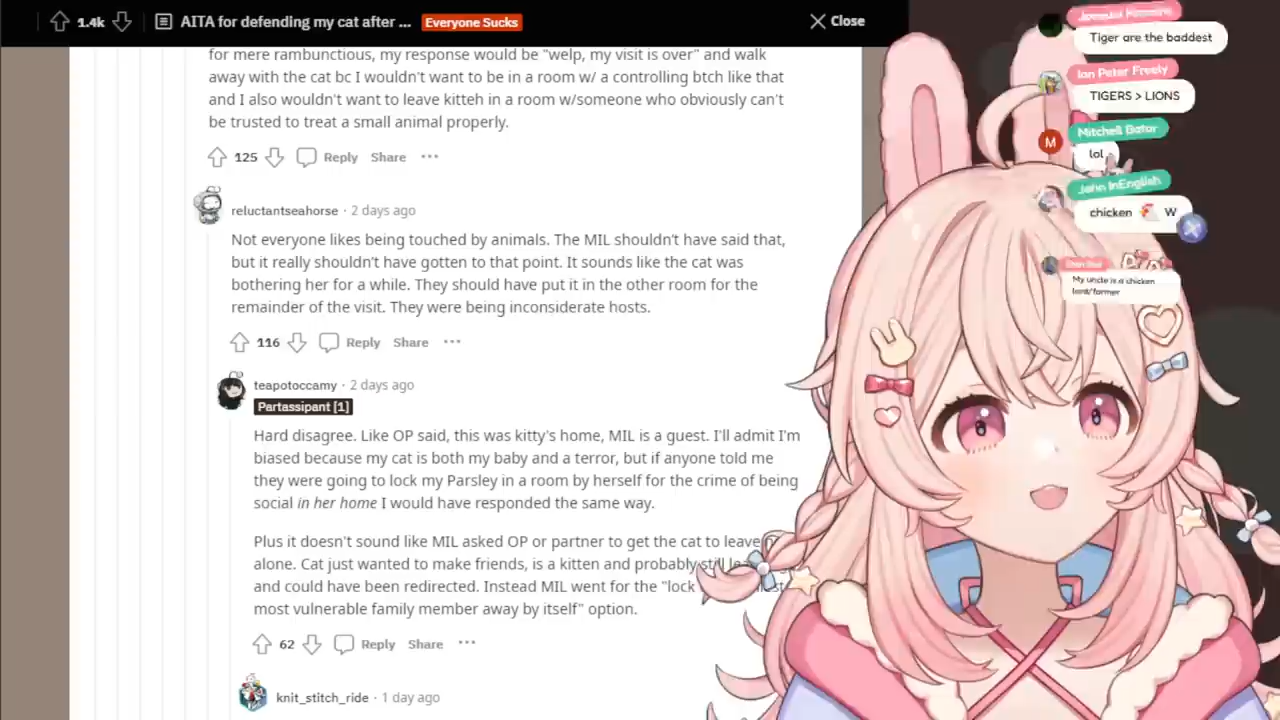 1.4k AITA for defending my cat after ... Everyone Sucks Close
for mere rambunctious, my response would be "welp, my visit is over" and walk
away with the cat bc I wouldn't want to be in a room w/ a controlling btch like that
and I also wouldn't want to leave kitteh in a room w/someone who obviously can't
be trusted to treat a small animal properly.
125 Reply Share ...
reluctantseahorse · 2 days ago
Not everyone likes being touched by animals. The MIL shouldn't have said that,
but it really shouldn't have gotten to that point. It sounds like the cat was
bothering her for a while. They should have put it in the other room for the
remainder of the visit. They were being inconsiderate hosts.
116 Reply Share ...
teapotoccamy · 2 days ago
Partassipant [1]
Hard disagree. Like OP said, this was kitty's home, MIL is a guest. I'll admit I'm
biased because my cat is both my baby and a terror, but if anyone told me
they were going to lock my Parsley in a room by herself for the crime of being
social in her home I would have responded the same way.
Plus it doesn't sound like MIL asked OP or partner to get the cat to leave
alone. Cat just wanted to make friends, is a kitten and probably still
and could have been redirected. Instead MIL went for the "lock
most vulnerable family member away by itself" option.
62 Reply Share ...
knit_stitch_ride · 1 day ago
Tiger are the baddest
Ian Peter Freely
TIGERS > LIONS
Mitchell Bator
M
lol
John InEnglish
chicken W
My uncle is a chicken